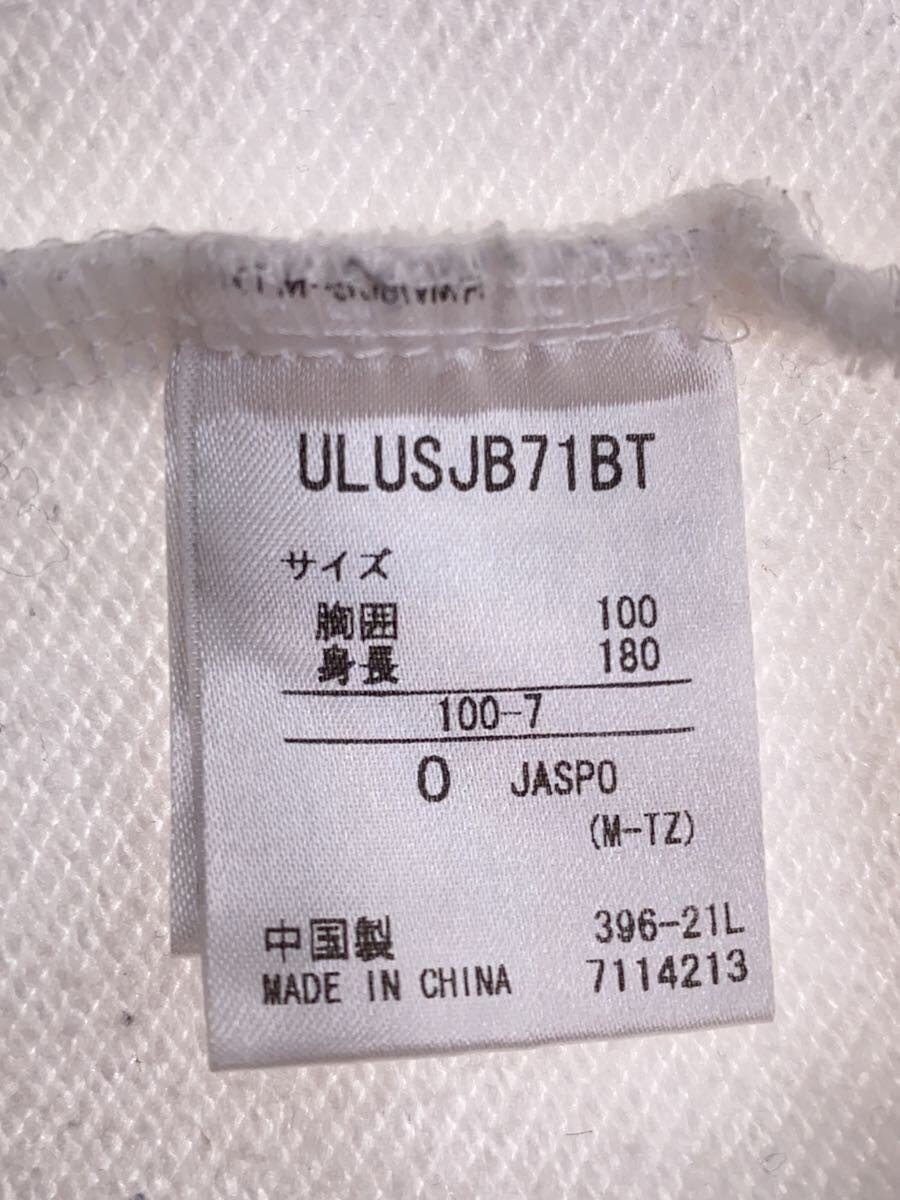 ULUSJB71BT
サイズ
胸囲 100
身長 180
100-7
O JASPO
(M-TZ)
中国製 396-21L
MADE IN CHINA 7114213